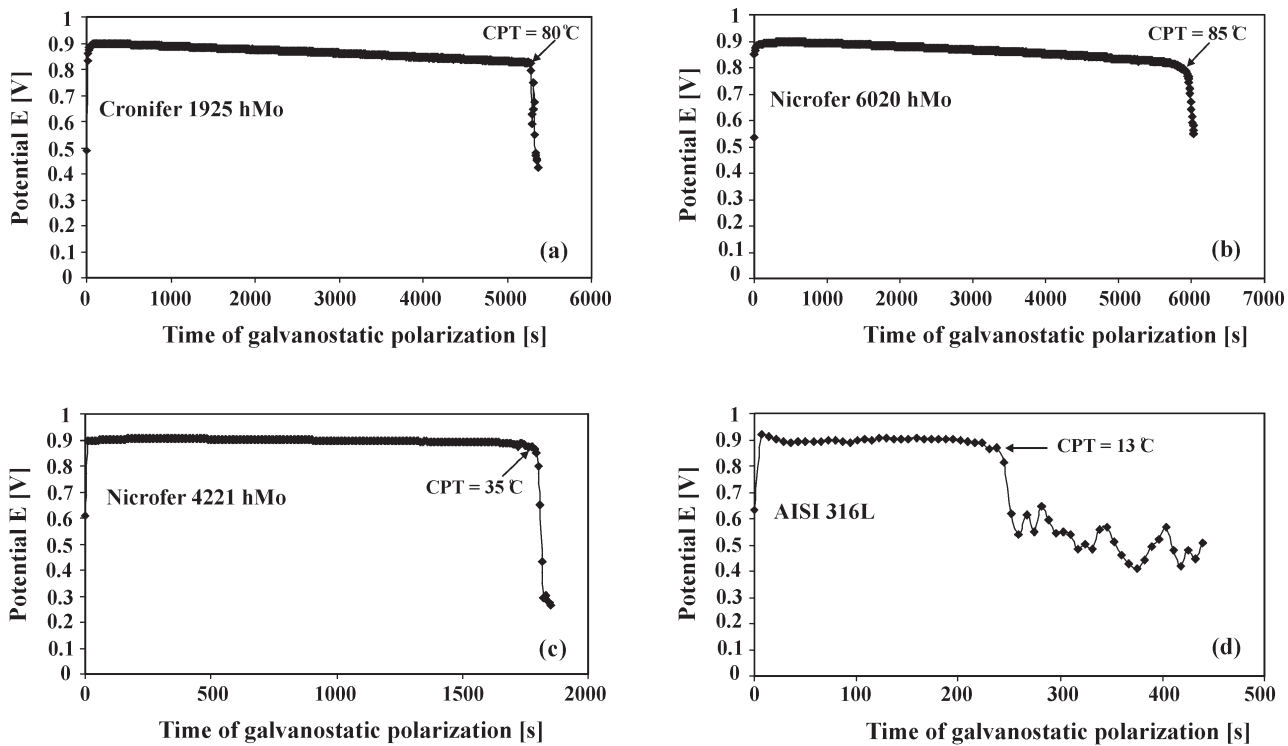 1
0.9
0.8
0.7
0.6
0.5
0.4
0.3
0.2
0.1
0
Potential E [V]
CPT = 80°C
Cronifer 1925 hMo
(a)
0 1000 2000 3000 4000 5000 6000
Time of galvanostatic polarization [s]
1
0.9
0.8
0.7
0.6
0.5
0.4
0.3
0.2
0.1
0
Potential E [V]
CPT = 85°C
Nicrofer 6020 hMo
(b)
0 1000 2000 3000 4000 5000 6000 7000
Time of galvanostatic polarization [s]
1
0.9
0.8
0.7
0.6
0.5
0.4
0.3
0.2
0.1
0
Potential E [V]
CPT = 35°C
Nicrofer 4221 hMo
(c)
0 500 1000 1500 2000
Time of galvanostatic polarization [s]
1
0.9
0.8
0.7
0.6
0.5
0.4
0.3
0.2
0.1
0
Potential E [V]
CPT = 13°C
AISI 316L
(d)
0 100 200 300 400 500
Time of galvanostatic polarization [s]